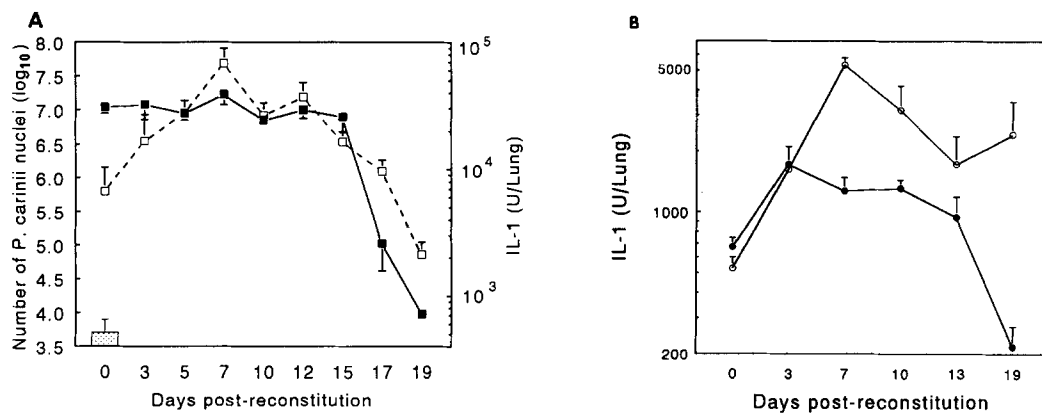 A
Number of P. carinii nuclei (log10)
8.0
7.5
7.0
6.5
6.0
5.5
5.0
4.5
4.0
3.5
10^5
10^4
10^3
IL-1 (U/Lung)
0 3 5 7 10 12 15 17 19
Days post-reconstitution
B
IL-1 (U/Lung)
5000
1000
200
0 3 7 10 13 19
Days post-reconstitution